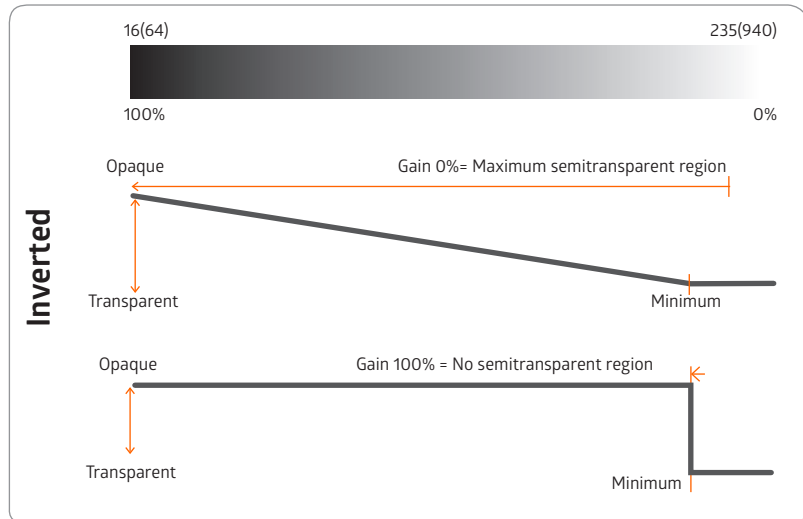 16(64) 235(940)
100% 0%
Opaque Gain 0%= Maximum semitransparent region
Inverted
Transparent Minimum
Opaque Gain 100% = No semitransparent region
Transparent
Minimum